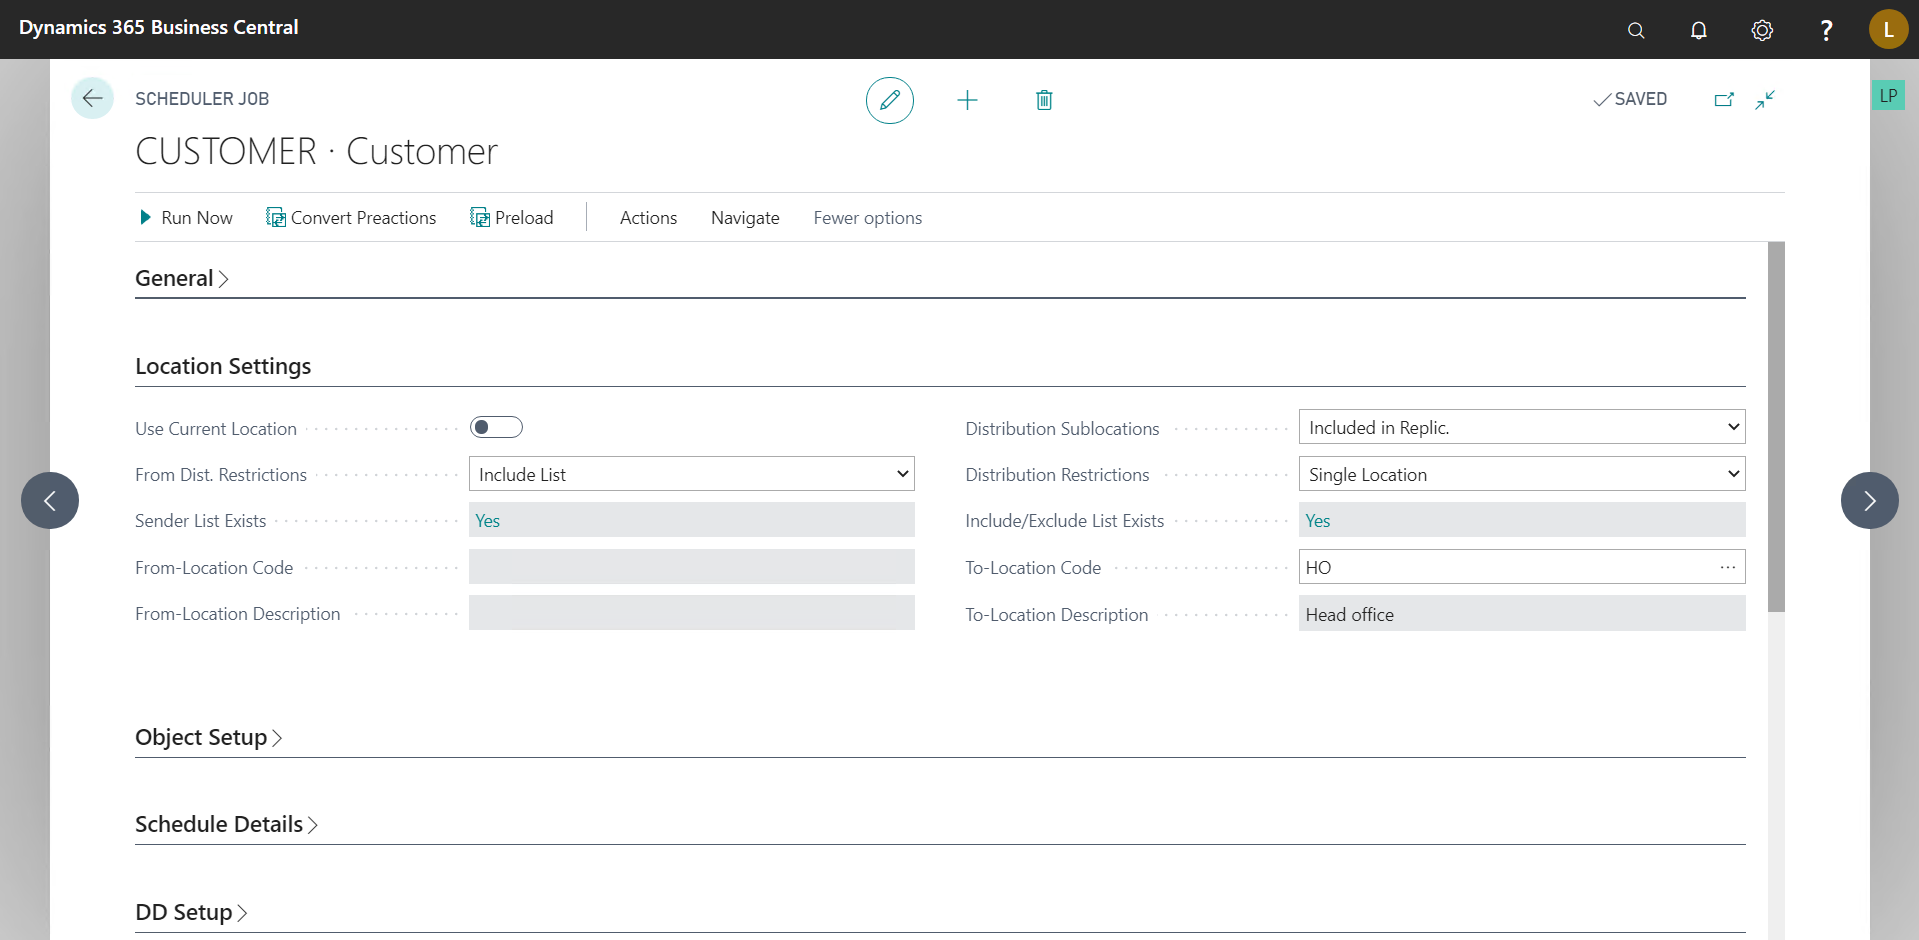 Dynamics 365 Business Central
?
L
LP
SCHEDULER JOB
SAVED
CUSTOMER · Customer
Run Now
Convert Preactions
Preload
Actions
Navigate
Fewer options
General
Location Settings
Use Current Location
From Dist. Restrictions
Include List
Sender List Exists
Yes
From-Location Code
From-Location Description
Distribution Sublocations
Included in Replic.
Distribution Restrictions
Single Location
Include/Exclude List Exists
Yes
To-Location Code
HO
...
To-Location Description
Head office
Object Setup
Schedule Details
DD Setup